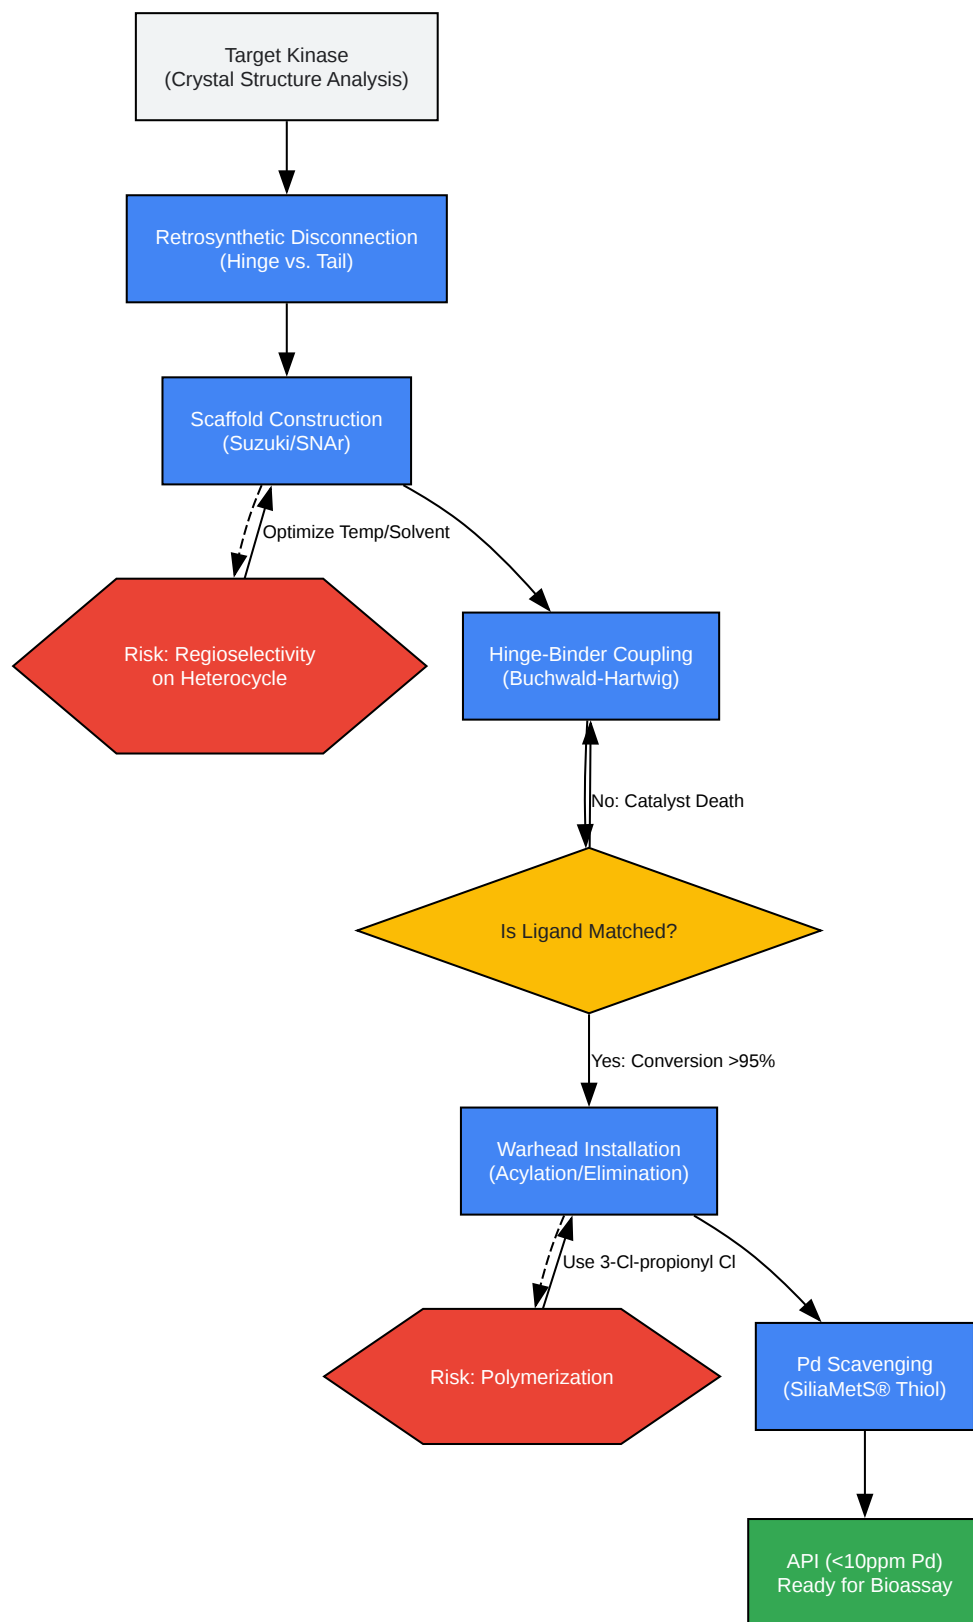 Target Kinase
(Crystal Structure Analysis)
Retrosynthetic Disconnection
(Hinge vs. Tail)
Scaffold Construction
(Suzuki/SNAr)
Optimize Temp/Solvent
Risk: Regioselectivity
on Heterocycle
Hinge-Binder Coupling
(Buchwald-Hartwig)
No: Catalyst Death
Is Ligand Matched?
Yes: Conversion >95%
Warhead Installation
(Acylation/Elimination)
Use 3-Cl-propionyl Cl
Risk: Polymerization
Pd Scavenging
(SiliaMetS® Thiol)
API (<10ppm Pd)
Ready for Bioassay